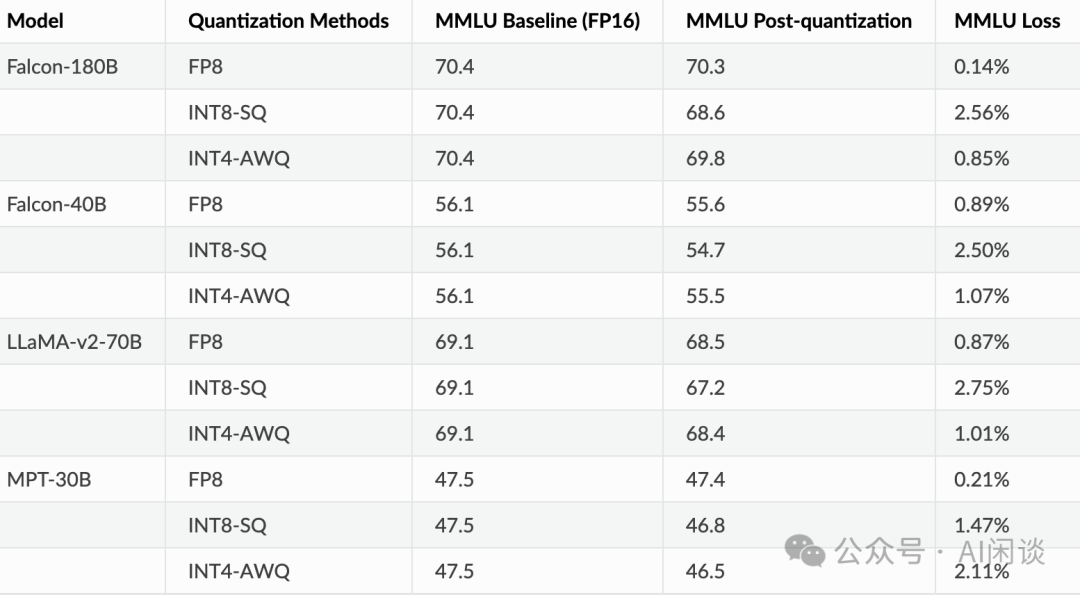 Model Quantization Methods MMLU Baseline (FP16) MMLU Post-quantization MMLU Loss
Falcon-180B FP8 70.4 70.3 0.14%
INT8-SQ 70.4 68.6 2.56%
INT4-AWQ 70.4 69.8 0.85%
Falcon-40B FP8 56.1 55.6 0.89%
INT8-SQ 56.1 54.7 2.50%
INT4-AWQ 56.1 55.5 1.07%
LLaMA-v2-70B FP8 69.1 68.5 0.87%
INT8-SQ 69.1 67.2 2.75%
INT4-AWQ 69.1 68.4 1.01%
MPT-30B FP8 47.5 47.4 0.21%
INT8-SQ 47.5 46.8 1.47%
公众号 · AI闲谈
INT4-AWQ 47.5 46.5 2.11%